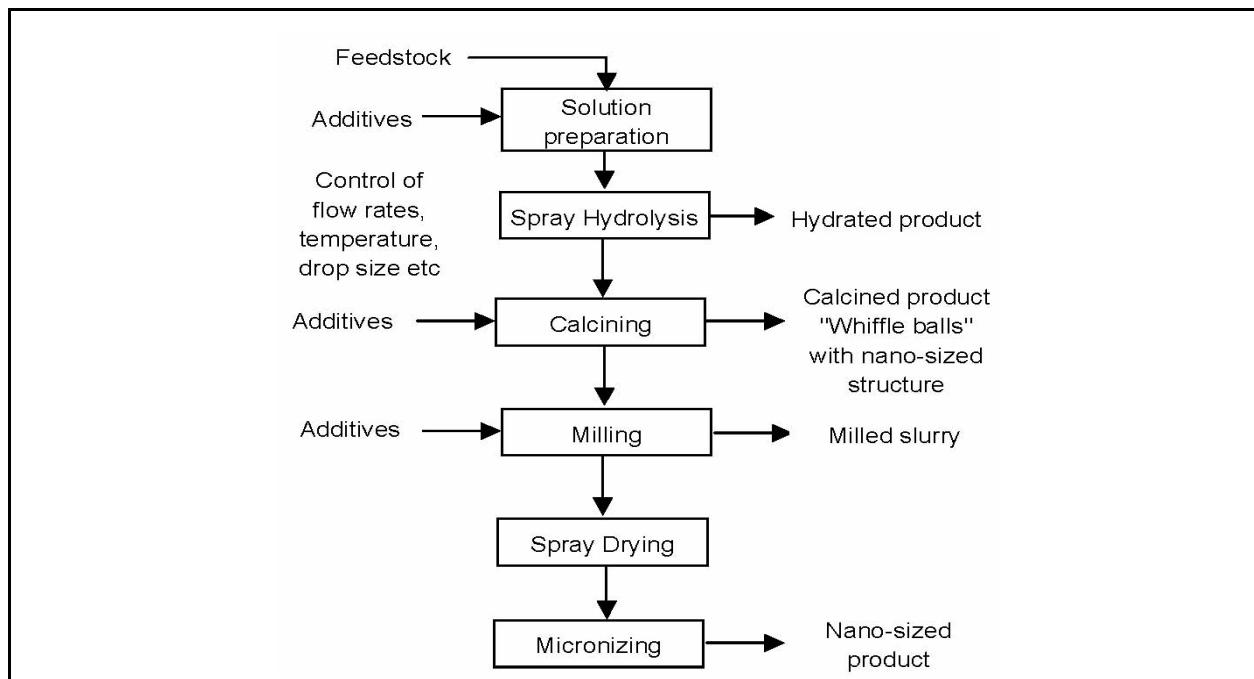 Feedstock
Additives
Solution
preparation
Control of
flow rates,
temperature,
drop size etc
Spray Hydrolysis
Hydrated product
Additives
Calcining
Calcined product
"Whiffle balls"
with nano-sized
structure
Additives
Milling
Milled slurry
Spray Drying
Micronizing
Nano-sized
product